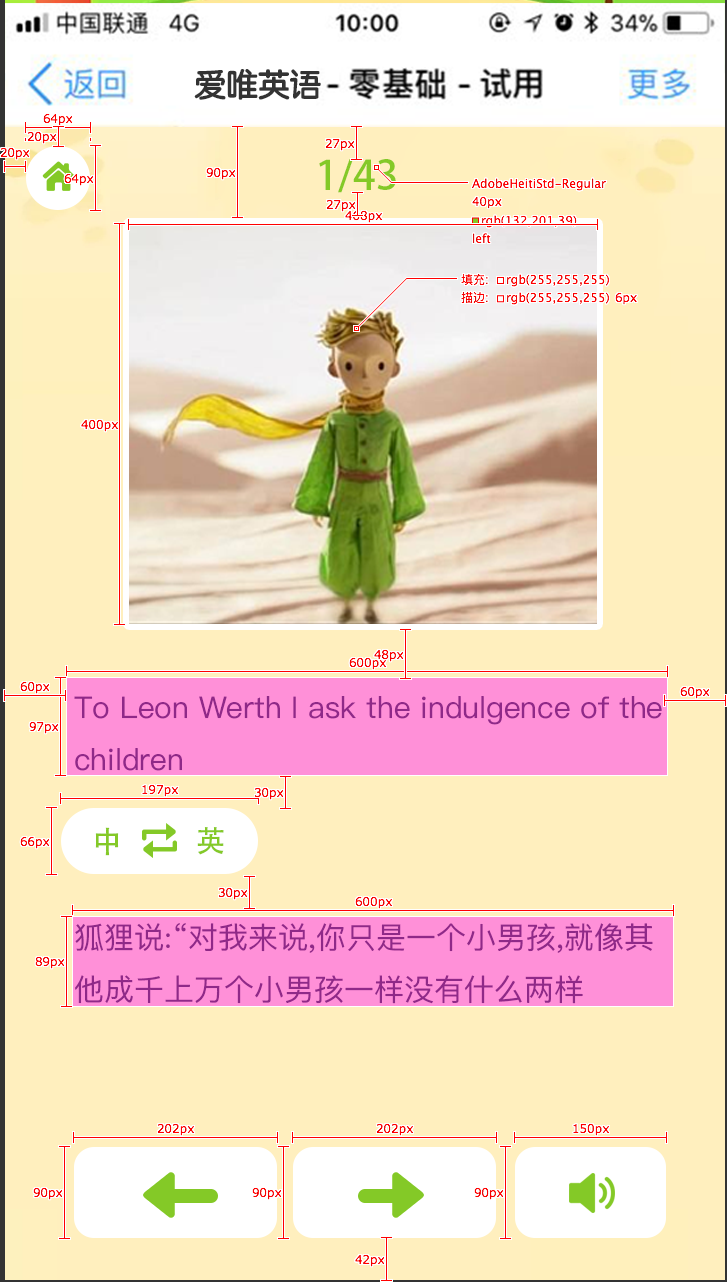 中国联通 4G 10:00 34%
返回 爱唯英语 - 零基础 - 试用 更多
64px
20px
20px
64px
90px
27px
1/43
27px
AdobeHeitiStd-Regular
40px
rgb(132,201,39)
left
填充: rgb(255,255,255)
描边: rgb(255,255,255) 6px
400px
48px
600px
60px
60px
97px
To Leon Werth I ask the indulgence of the
children
30px
197px
66px
中 英
30px
600px
89px
狐狸说:“对我来说,你只是一个小男孩,就像其
他成千上万个小男孩一样没有什么两样
202px
202px
150px
90px
90px
90px
42px